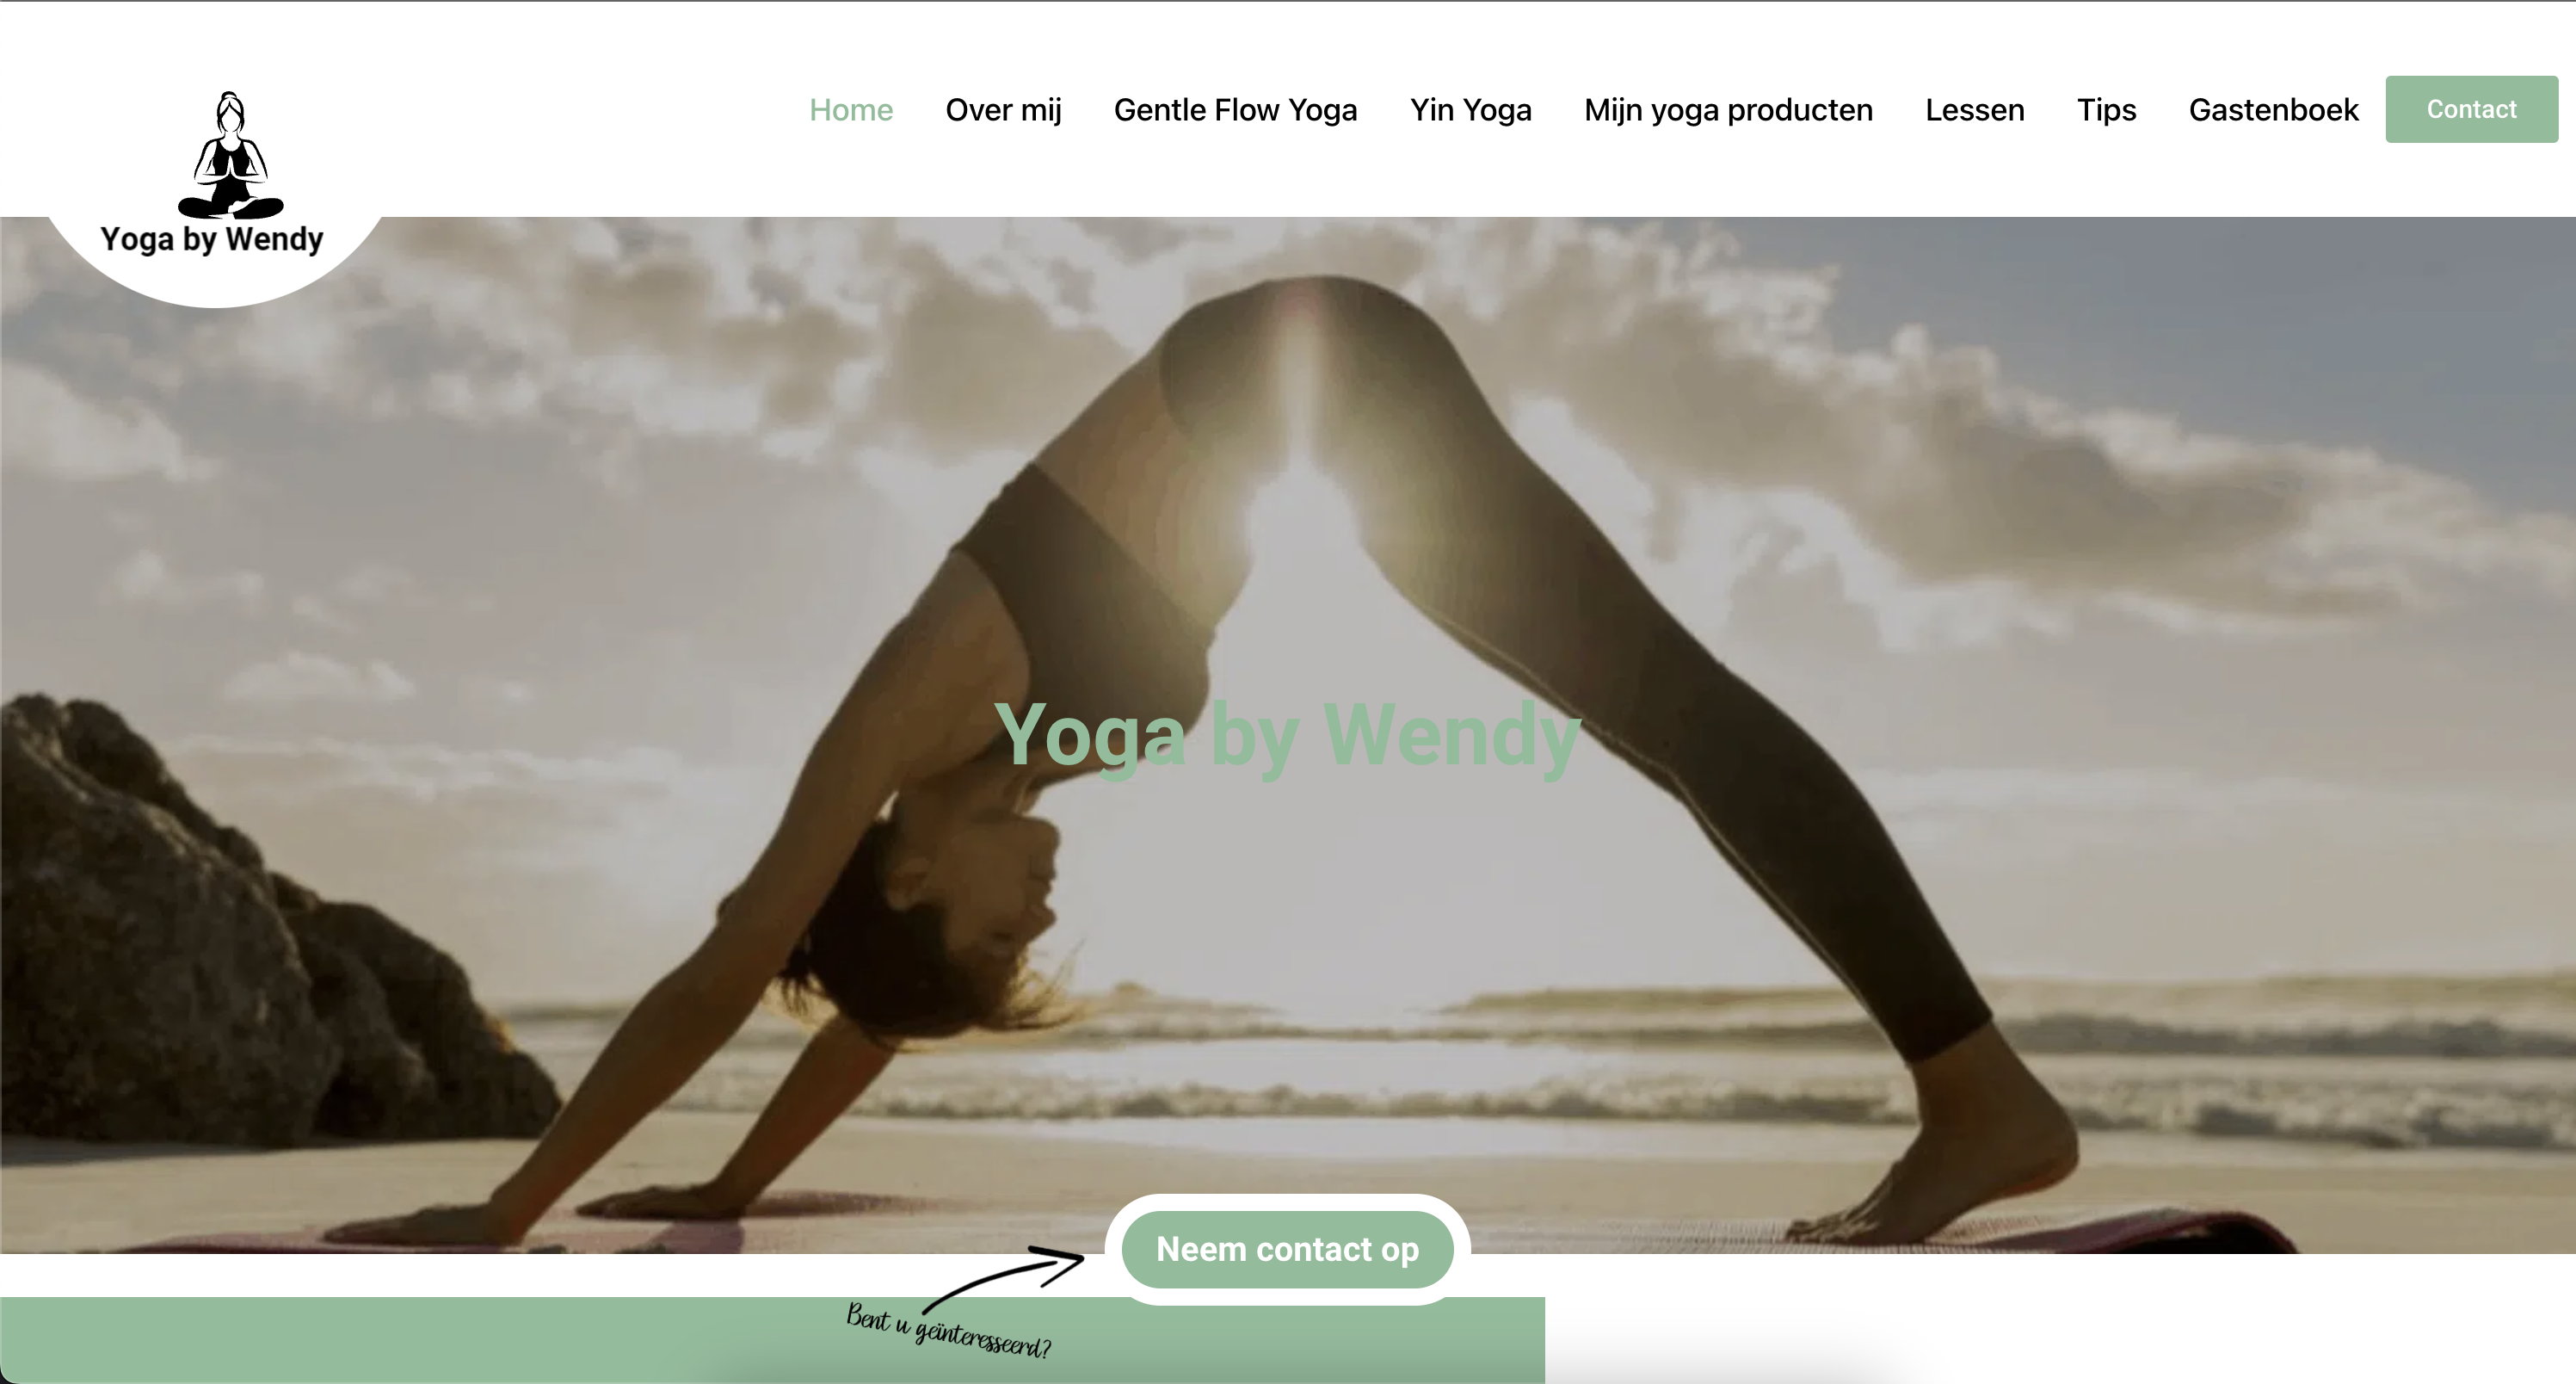 Home Over mij Gentle Flow Yoga Yin Yoga Mijn yoga producten Lessen Tips Gastenboek Contact
Yoga by Wendy
Yoga by Wendy
Neem contact op
Bent u geïnteresseerd?